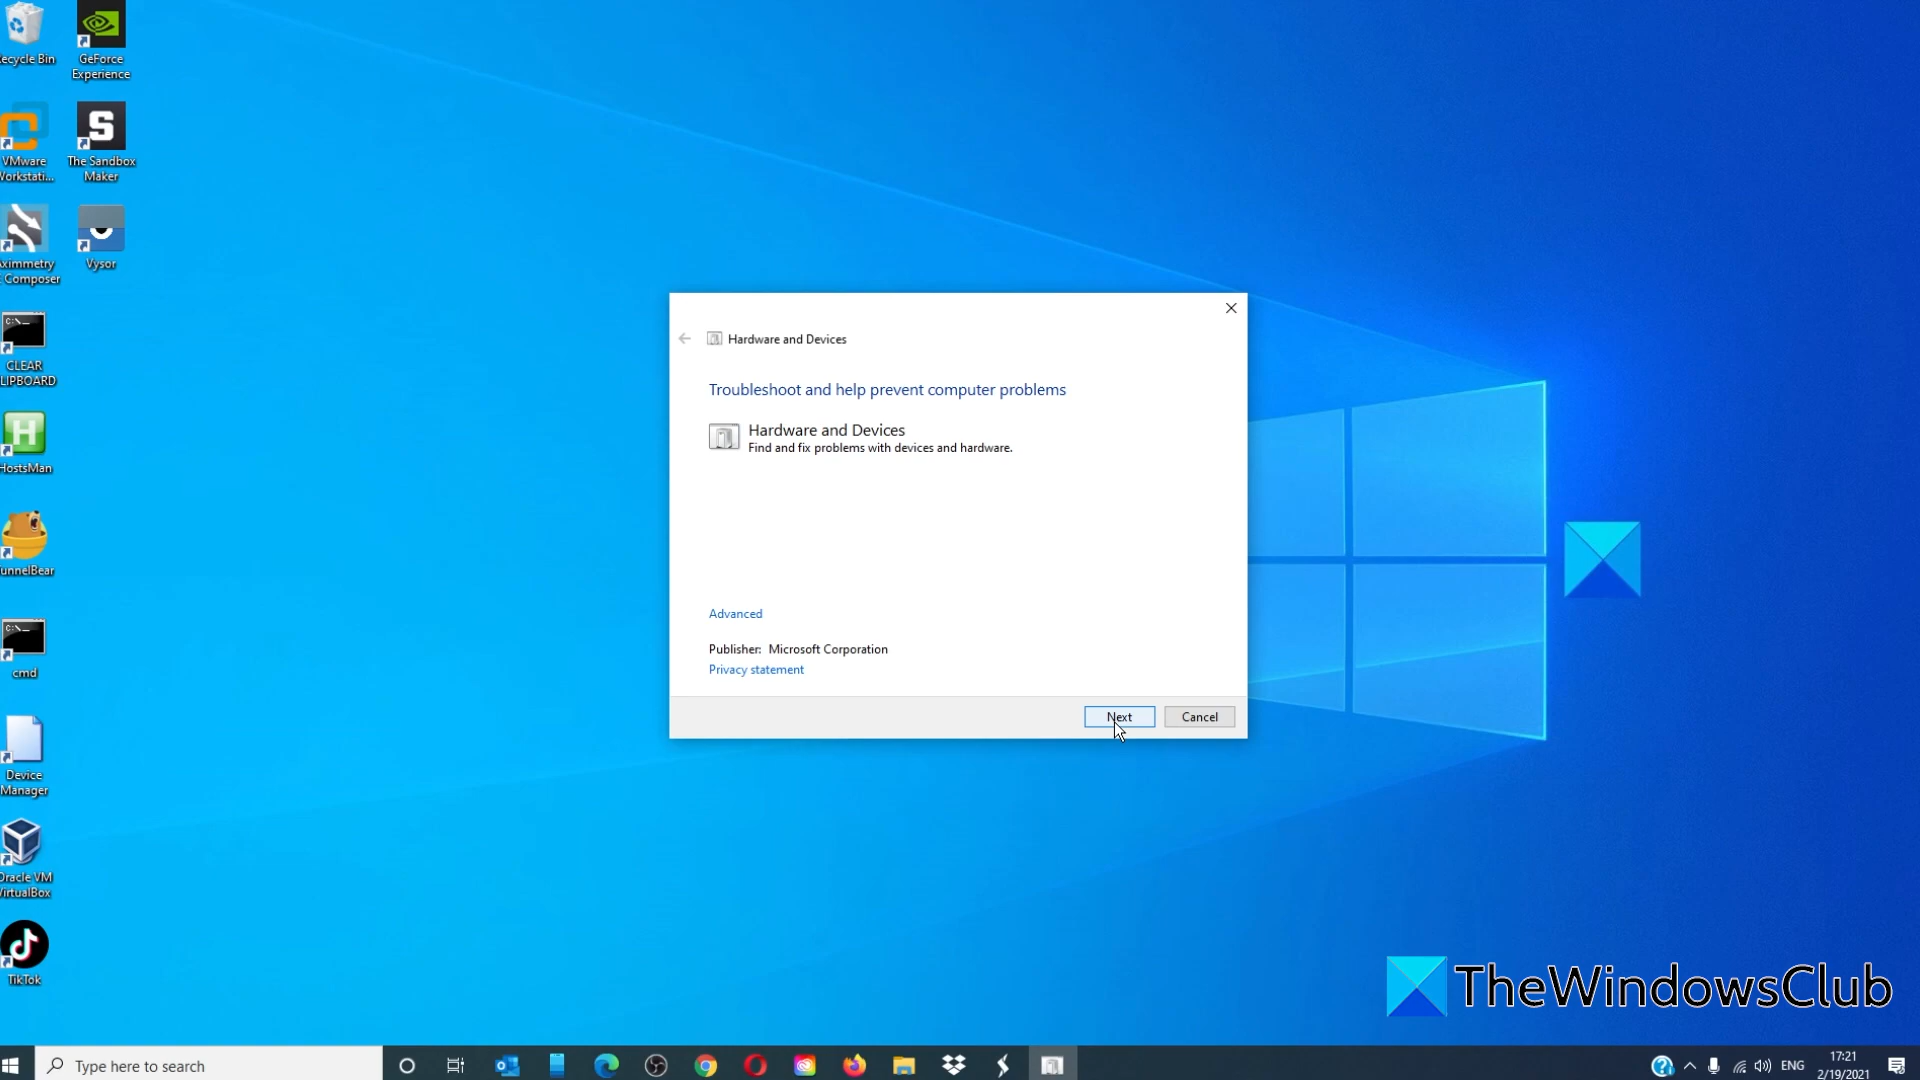 ecycle Bin
GeForce
Experience
VMware
Workstati...
The Sandbox
Maker
S
Aximmetry
Composer
Vysor
C:\_
CLEAR
LIPBOARD
H
HostsMan
unnelBear
C:\_
cmd
Device
Manager
Oracle VM
VirtualBox
TikTok
Hardware and Devices
Troubleshoot and help prevent computer problems
Hardware and Devices
Find and fix problems with devices and hardware.
Advanced
Publisher: Microsoft Corporation
Privacy statement
Next
Cancel
TheWindowsClub
Type here to search
ENG
17:21
2/19/2021